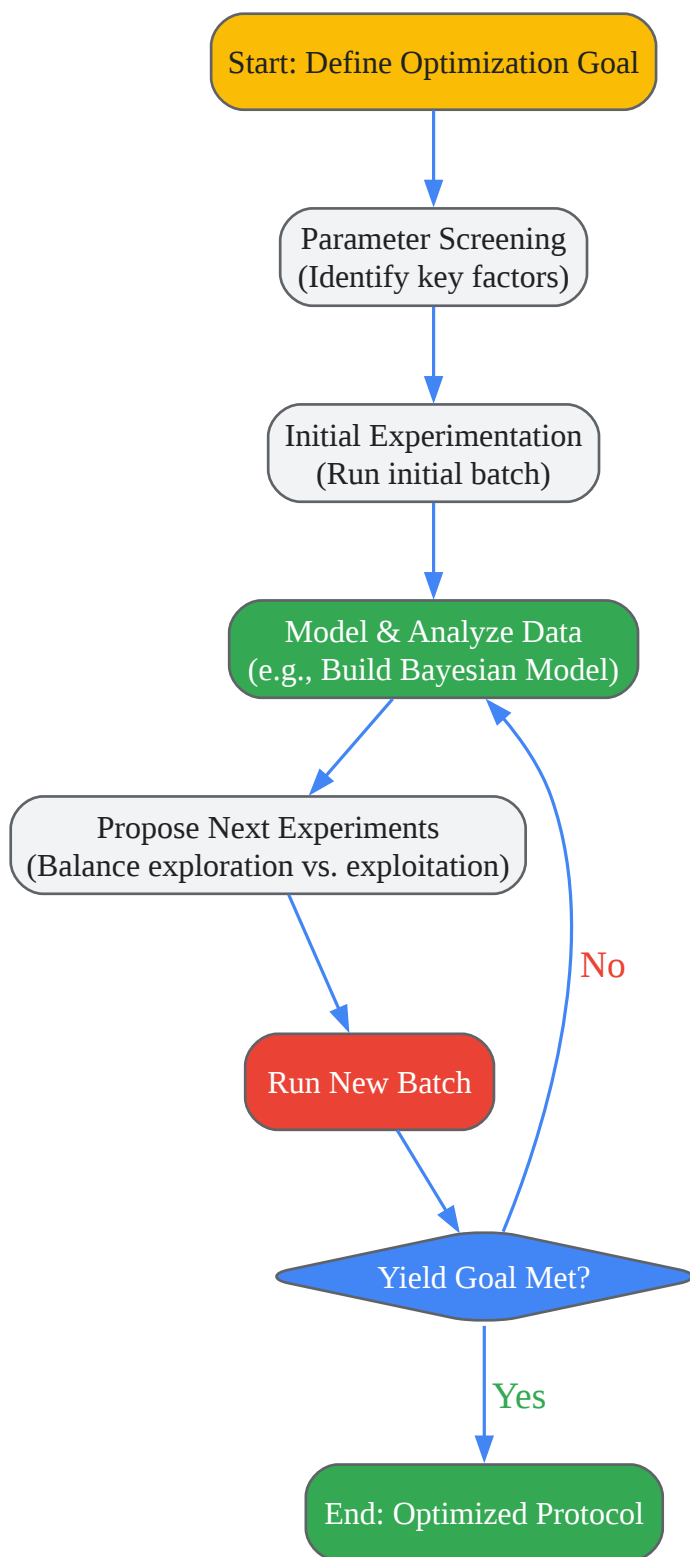 Start: Define Optimization Goal
Parameter Screening
(Identify key factors)
Initial Experimentation
(Run initial batch)
Model & Analyze Data
(e.g., Build Bayesian Model)
Propose Next Experiments
(Balance exploration vs. exploitation)
No
Run New Batch
Yield Goal Met?
Yes
End: Optimized Protocol